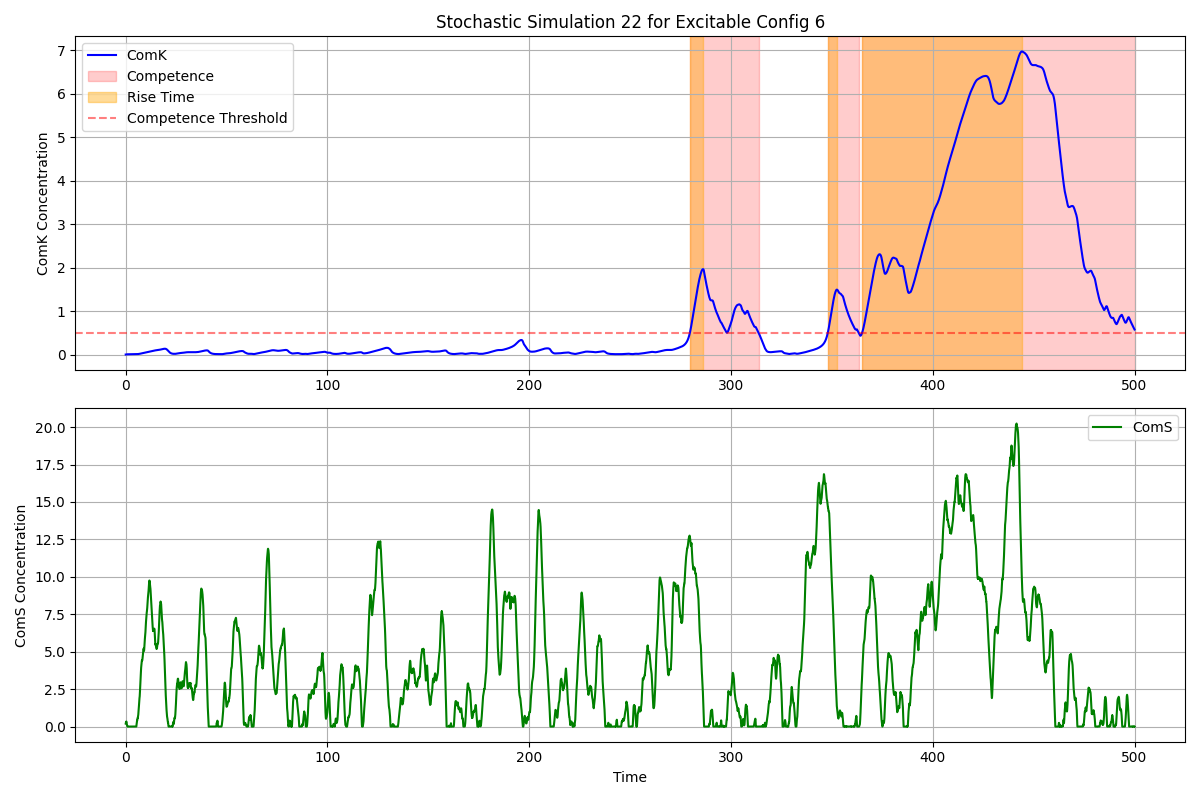 Stochastic Simulation 22 for Excitable Config 6
ComK Concentration
7
6
5
4
3
2
1
0
ComK
Competence
Rise Time
Competence Threshold
0 100 200 300 400 500
ComS Concentration
20.0
17.5
15.0
12.5
10.0
7.5
5.0
2.5
0.0
ComS
0 100 200 300 400 500
Time